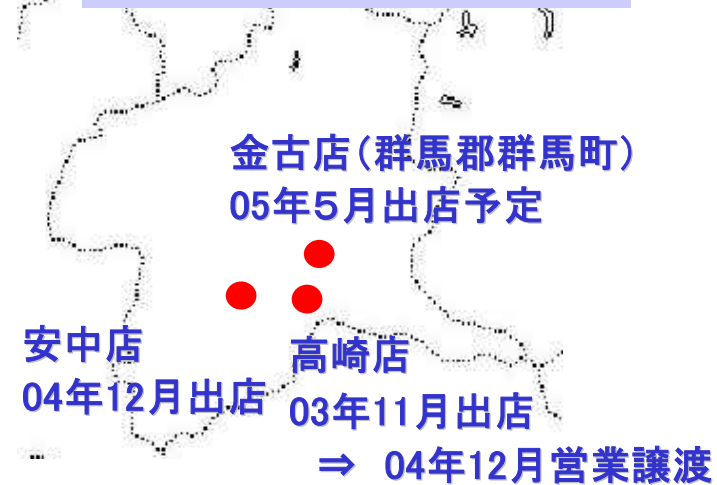 金古店(群馬郡群馬町)
05年5月出店予定
安中店
04年12月出店
高崎店
03年11月出店
⇒ 04年12月営業譲渡